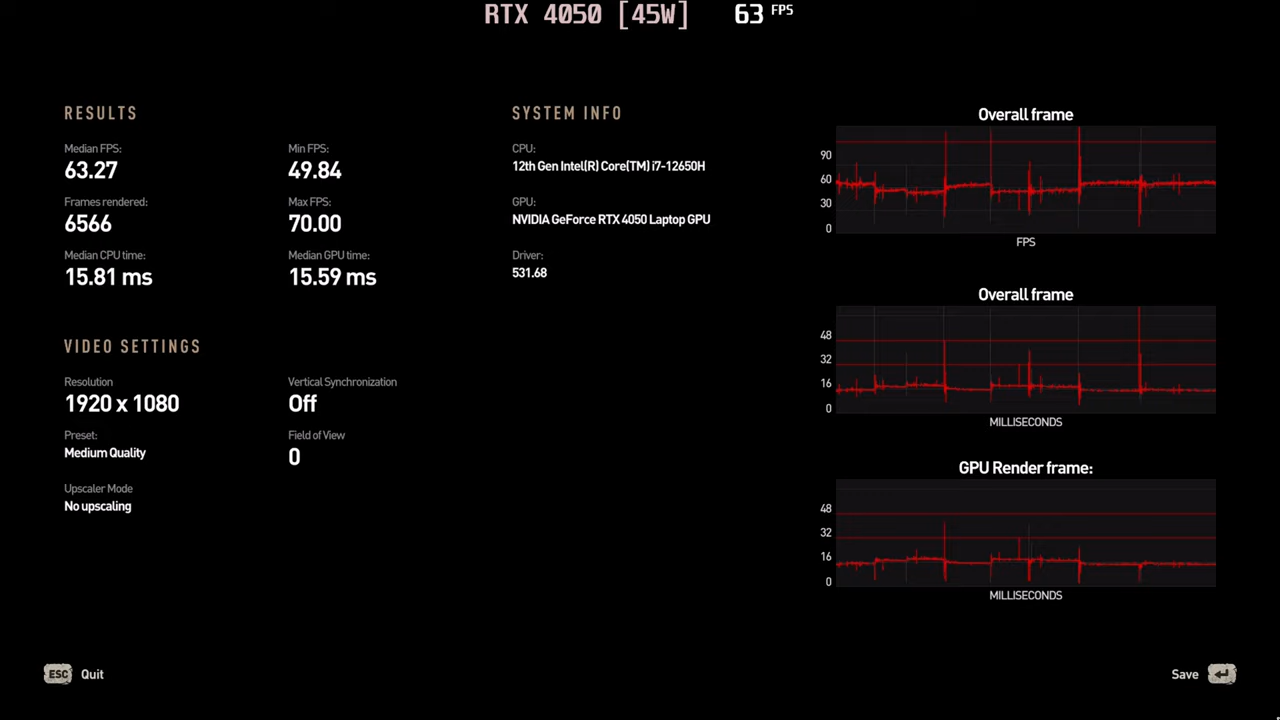 RTX 4050 [45W] 63 FPS
RESULTS
Median FPS:
63.27
Min FPS:
49.84
Frames rendered:
6566
Max FPS:
70.00
Median CPU time:
15.81 ms
Median GPU time:
15.59 ms
VIDEO SETTINGS
Resolution
1920 x 1080
Vertical Synchronization
Off
Preset:
Medium Quality
Field of View
0
Upscaler Mode
No upscaling
SYSTEM INFO
CPU:
12th Gen Intel(R) Core(TM) i7-12650H
GPU:
NVIDIA GeForce RTX 4050 Laptop GPU
Driver:
531.68
Overall frame
90
60
30
0
FPS
Overall frame
48
32
16
0
MILLISECONDS
GPU Render frame:
48
32
16
0
MILLISECONDS
ESC Quit
Save